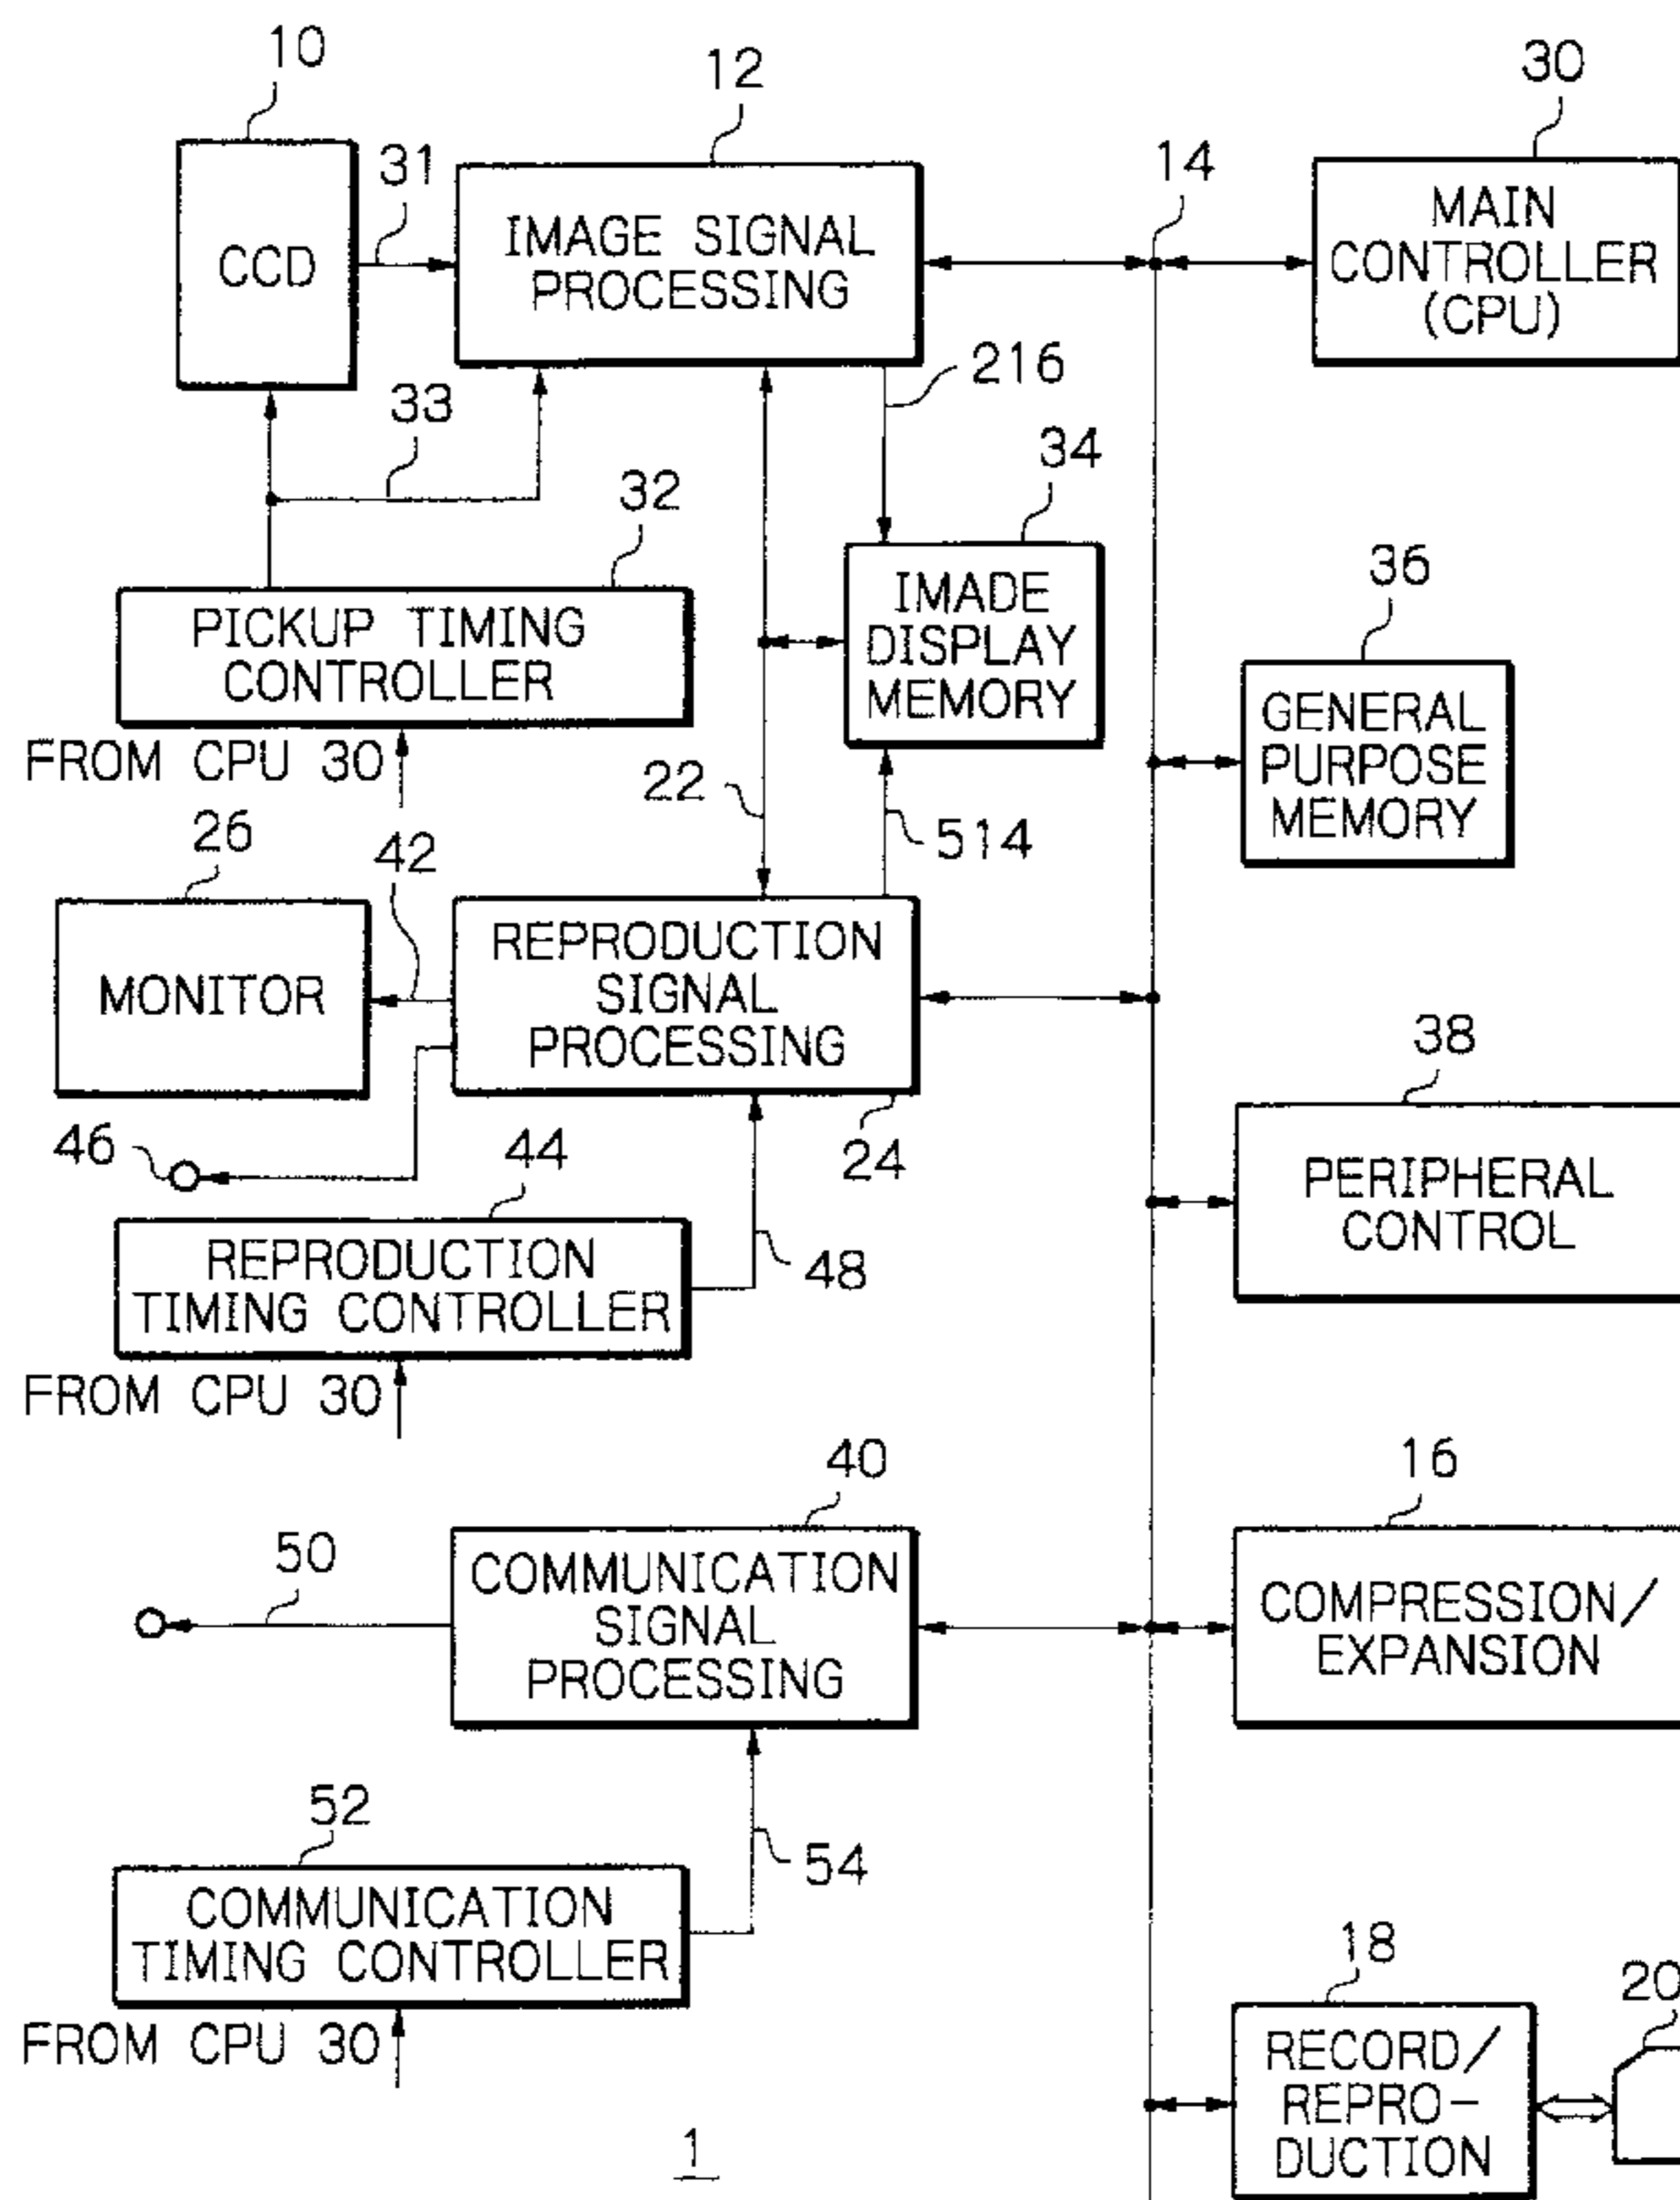 10
12
30
31
14
CCD
IMAGE SIGNAL
PROCESSING
MAIN
CONTROLLER
(CPU)
216
33
34
32
36
PICKUP TIMING
CONTROLLER
IMADE
DISPLAY
MEMORY
GENERAL
PURPOSE
MEMORY
FROM CPU 30
22
26
42
514
MONITOR
REPRODUCTION
SIGNAL
PROCESSING
38
46
44
24
PERIPHERAL
CONTROL
REPRODUCTION
TIMING CONTROLLER
48
FROM CPU 30
40
16
50
COMMUNICATION
SIGNAL
PROCESSING
COMPRESSION/
EXPANSION
52
54
COMMUNICATION
TIMING CONTROLLER
18
20
FROM CPU 30
RECORD/
REPRO-
DUCTION
1